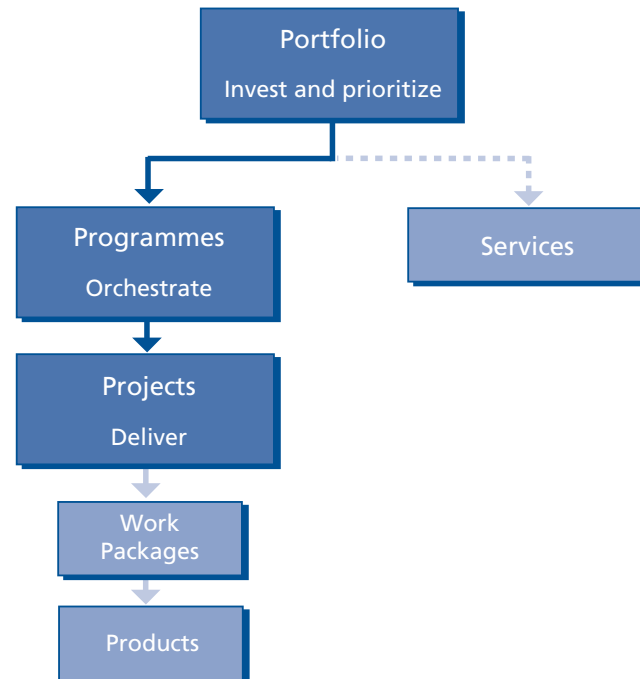 Portfolio
Invest and prioritize
Programmes
Orchestrate
Services
Projects
Deliver
Work
Packages
Products